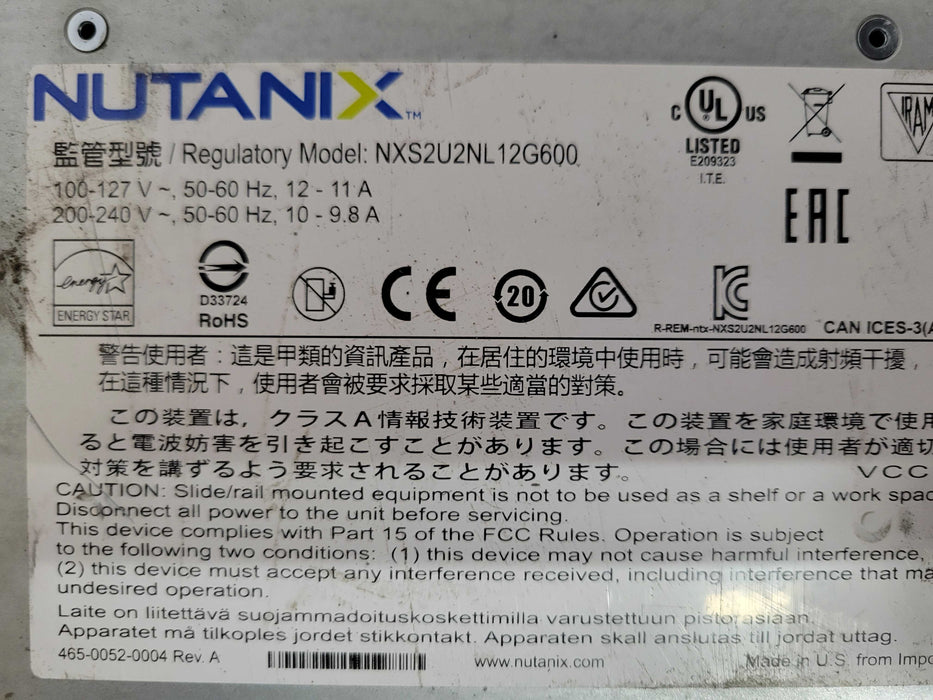 NUTANIX™
監管型號 / Regulatory Model: NXS2U2NL12G600
100-127 V ~, 50-60 Hz, 12 - 11 A
200-240 V ~, 50-60 Hz, 10 - 9.8 A
C UL US
LISTED
E209323
I.T.E.
IRAM
EAC
energy
ENERGY STAR
D33724
RoHS
CE
20
KC
R-REM-ntx-NXS2U2NL12G600
CAN ICES-3(A
警告使用者：這是甲類的資訊產品，在居住的環境中使用時，可能會造成射頻干擾，
在這種情況下，使用者會被要求採取某些適當的對策。
この装置は，クラスA情報技術装置です。この装置を家庭環境で使用
ると電波妨害を引き起こすことがあります。この場合には使用者が適切
対策を講ずるよう要求されることがあります。 VCC
CAUTION: Slide/rail mounted equipment is not to be used as a shelf or a work spac
Disconnect all power to the unit before servicing.
This device complies with Part 15 of the FCC Rules. Operation is subject
to the following two conditions: (1) this device may not cause harmful interference,
(2) this device must accept any interference received, including interference that ma
undesired operation.
Laite on liitettävä suojammadoituskoskettimilla varustettuun pistorasiaan.
Apparatet må tilkoples jordet stikkontakt. Apparaten skall anslutas till jordat uttag.
465-0052-0004 Rev. A
www.nutanix.com
Made in U.S. from Impo